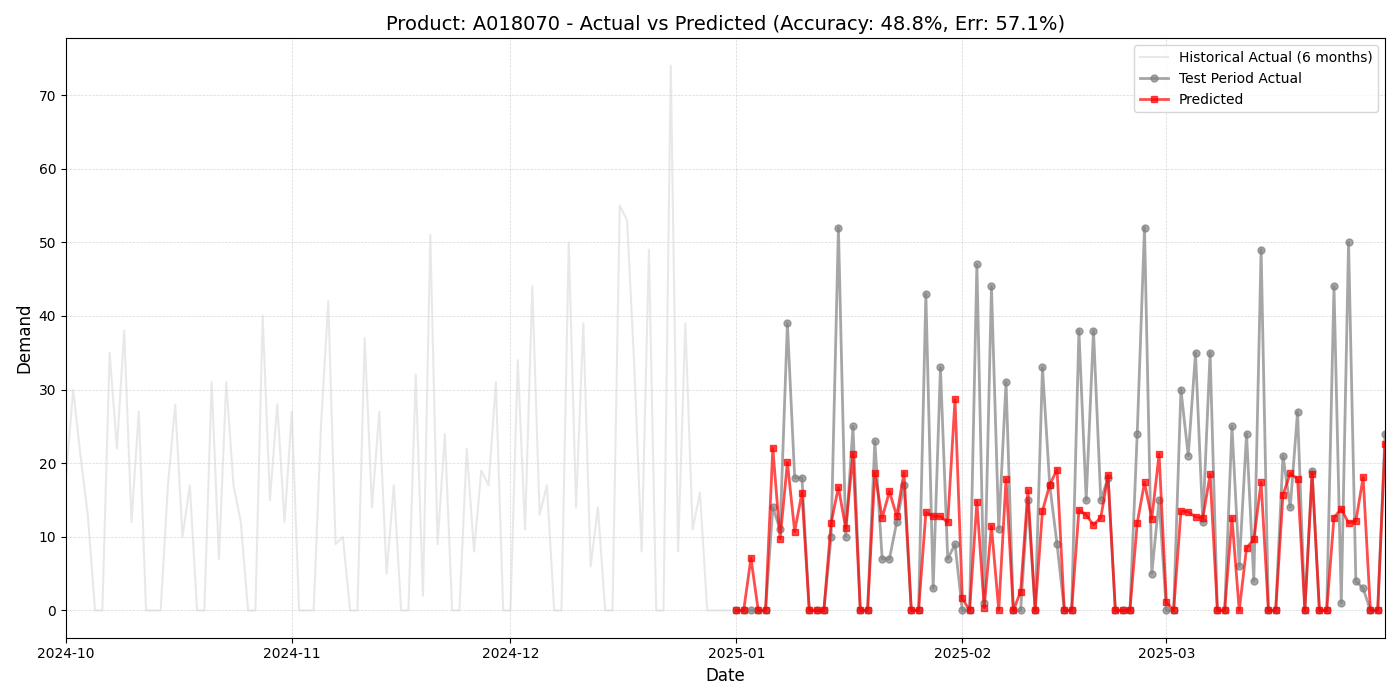 Product: A018070 - Actual vs Predicted (Accuracy: 48.8%, Err: 57.1%)
Historical Actual (6 months)
Test Period Actual
Predicted
Demand
70
60
50
40
30
20
10
0
2024-10
2024-11
2024-12
2025-01
2025-02
2025-03
Date